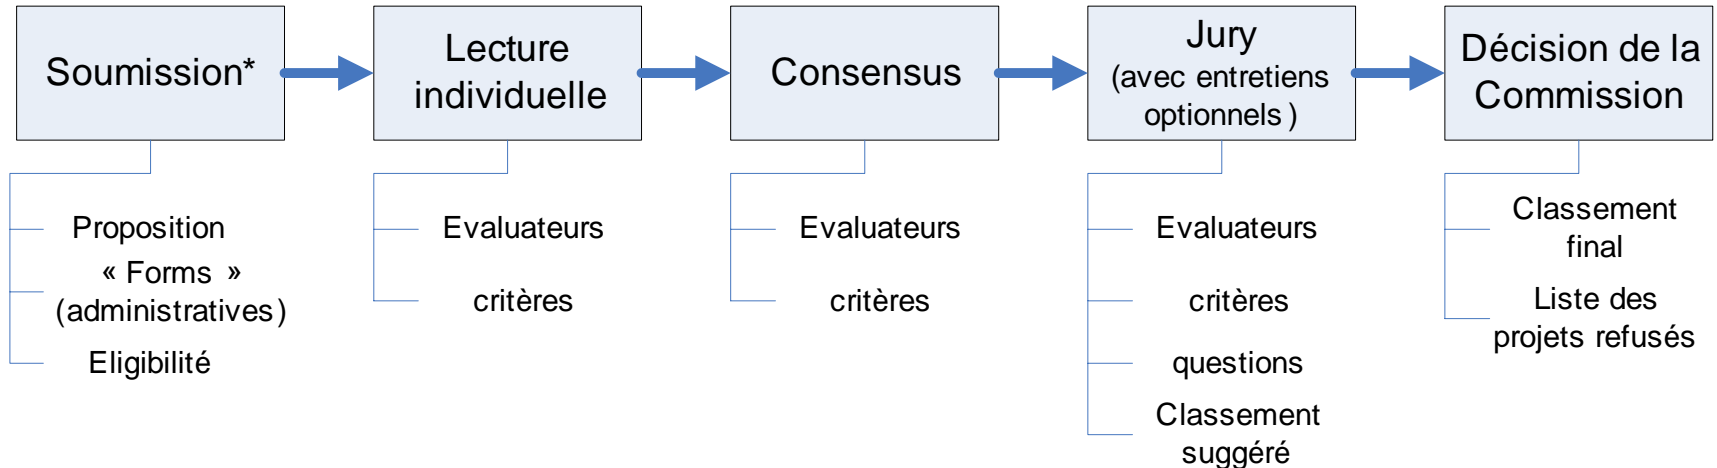 Soumission*
Lecture
individuelle
Consensus
Jury
(avec entretiens
optionnels)
Décision de la
Commission
Proposition
« Forms »
(administratives)
Eligibilité
Evaluateurs
critères
Evaluateurs
critères
Evaluateurs
critères
questions
Classement
suggéré
Classement
final
Liste des
projets refusés